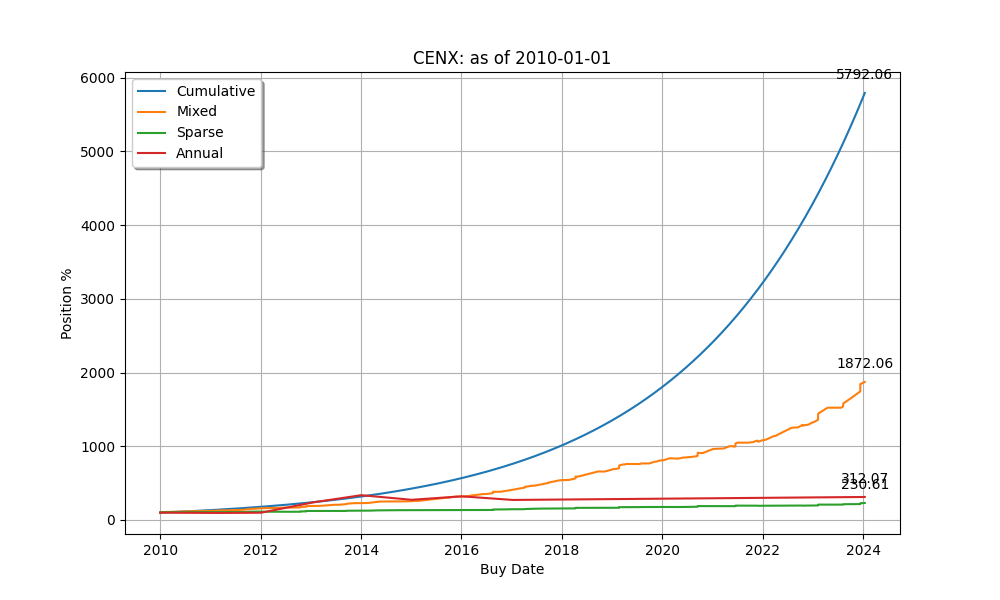 CENX: as of 2010-01-01
Cumulative
Mixed
Sparse
Annual
5792.06
1872.06
312.07
230.61
6000
5000
4000
3000
2000
1000
0
Position %
2010 2012 2014 2016 2018 2020 2022 2024
Buy Date